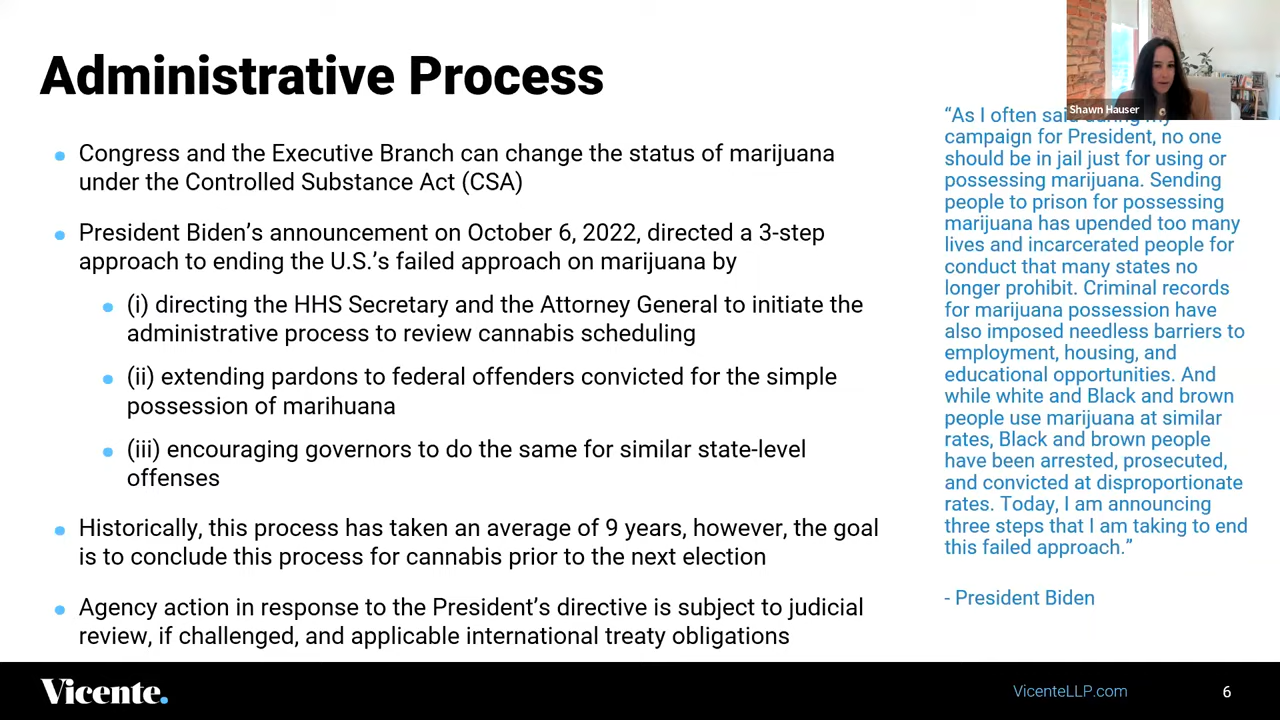 Administrative Process
Congress and the Executive Branch can change the status of marijuana
under the Controlled Substance Act (CSA)
President Biden’s announcement on October 6, 2022, directed a 3-step
approach to ending the U.S.’s failed approach on marijuana by
(i) directing the HHS Secretary and the Attorney General to initiate the
administrative process to review cannabis scheduling
(ii) extending pardons to federal offenders convicted for the simple
possession of marihuana
(iii) encouraging governors to do the same for similar state-level
offenses
Historically, this process has taken an average of 9 years, however, the goal
is to conclude this process for cannabis prior to the next election
Agency action in response to the President’s directive is subject to judicial
review, if challenged, and applicable international treaty obligations
Shawn Hauser
“As I often said during my
campaign for President, no one
should be in jail just for using or
possessing marijuana. Sending
people to prison for possessing
marijuana has upended too many
lives and incarcerated people for
conduct that many states no
longer prohibit. Criminal records
for marijuana possession have
also imposed needless barriers to
employment, housing, and
educational opportunities. And
while white and Black and brown
people use marijuana at similar
rates, Black and brown people
have been arrested, prosecuted,
and convicted at disproportionate
rates. Today, I am announcing
three steps that I am taking to end
this failed approach.”
- President Biden
Vicente.
VicenteLLP.com
6